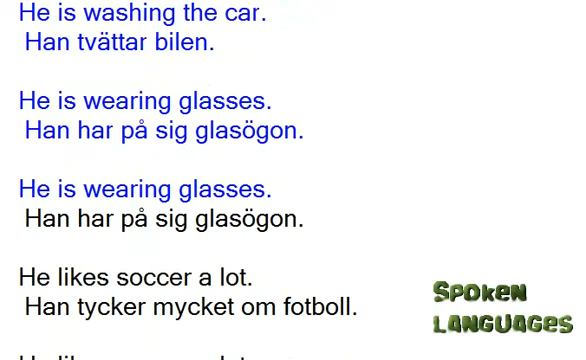 He is washing the car.
Han tvättar bilen.
He is wearing glasses.
Han har på sig glasögon.
He is wearing glasses.
Han har på sig glasögon.
He likes soccer a lot.
Han tycker mycket om fotboll.
SPOKEN
LANGUAGES